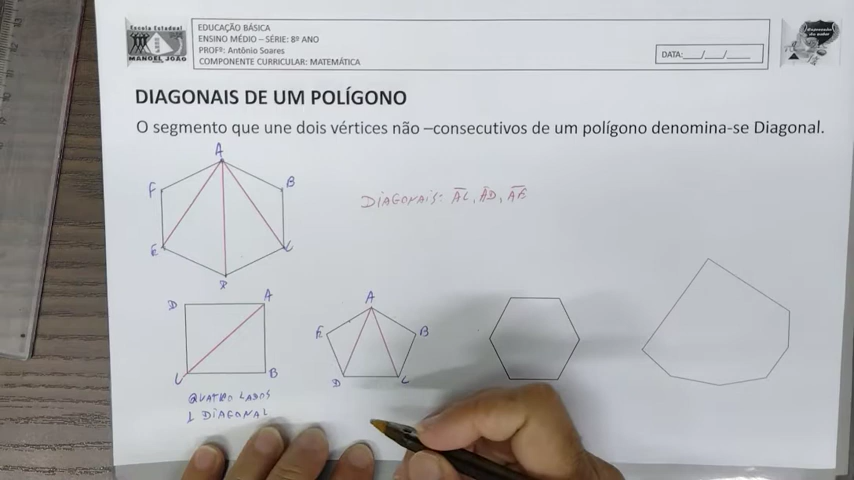 Escola Estadual
MANOEL JOÃO
EDUCAÇÃO BÁSICA
ENSINO MÉDIO – SÉRIE: 8º ANO
PROFº: Antônio Soares
COMPONENTE CURRICULAR: MATEMÁTICA
DATA:___/___/____
DIAGONAIS DE UM POLÍGONO
O segmento que une dois vértices não –consecutivos de um polígono denomina-se Diagonal.
A
F B
DIAGONAIS: AC, AD, AE
E C
D
D A
A
E B
C B
D C
QUATRO LADOS
1 DIAGONAL